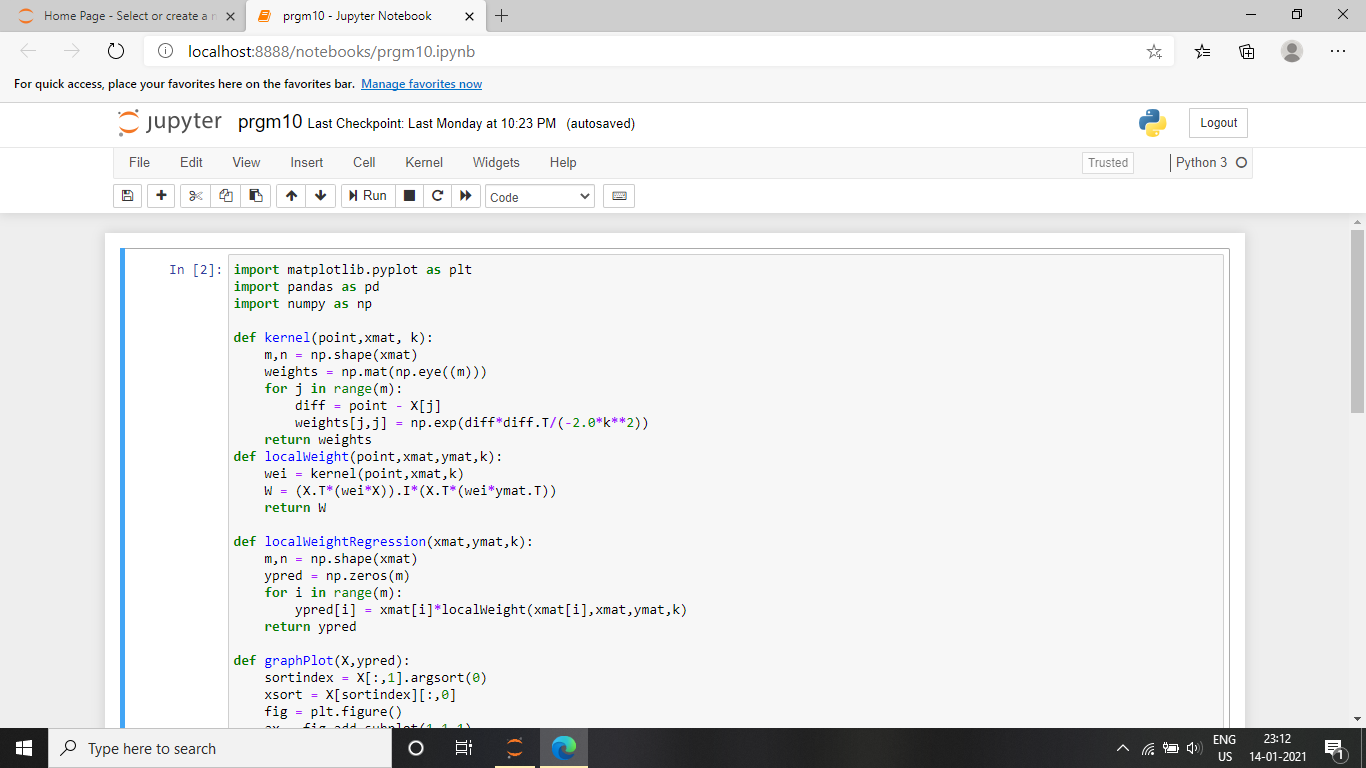 Home Page - Select or create a n
prgm10 - Jupyter Notebook
localhost:8888/notebooks/prgm10.ipynb
For quick access, place your favorites here on the favorites bar. Manage favorites now
jupyter prgm10 Last Checkpoint: Last Monday at 10:23 PM (autosaved)
Logout
File Edit View Insert Cell Kernel Widgets Help
Trusted
Python 3
Run
Code
In [2]:
import matplotlib.pyplot as plt
import pandas as pd
import numpy as np
def kernel(point,xmat, k):
m,n = np.shape(xmat)
weights = np.mat(np.eye((m)))
for j in range(m):
diff = point - X[j]
weights[j,j] = np.exp(diff*diff.T/(-2.0*k**2))
return weights
def localWeight(point,xmat,ymat,k):
wei = kernel(point,xmat,k)
W = (X.T*(wei*X)).I*(X.T*(wei*ymat.T))
return W
def localWeightRegression(xmat,ymat,k):
m,n = np.shape(xmat)
ypred = np.zeros(m)
for i in range(m):
ypred[i] = xmat[i]*localWeight(xmat[i],xmat,ymat,k)
return ypred
def graphPlot(X,ypred):
sortindex = X[:,1].argsort(0)
xsort = X[sortindex][:,0]
fig = plt.figure()
ax = fig.add_subplot(1,1,1)
Type here to search
ENG
US
23:12
14-01-2021
1